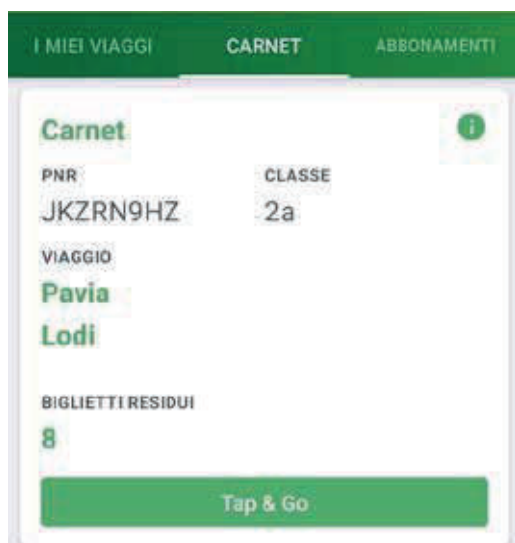 I MIEI VIAGGI CARNET ABBONAMENTI
Carnet
PNR CLASSE
JKZRN9HZ 2a
VIAGGIO
Pavia
Lodi
BIGLIETTI RESIDUI
8
Tap & Go